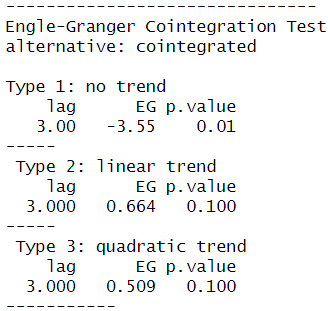 -------------------------------
Engle-Granger Cointegration Test
alternative: cointegrated

Type 1: no trend
    lag      EG p.value
   3.00   -3.55    0.01
-----
 Type 2: linear trend
    lag      EG p.value
  3.000   0.664   0.100
-----
 Type 3: quadratic trend
    lag      EG p.value
  3.000   0.509   0.100
-----------